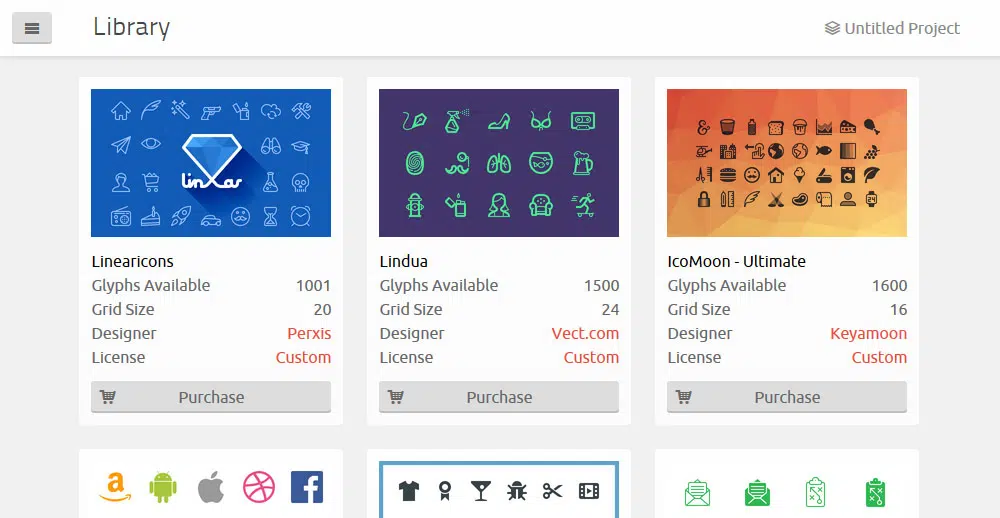 Library
Untitled Project
linear
Linearicons
Glyphs Available 1001
Grid Size 20
Designer Perxis
License Custom
Purchase
Lindua
Glyphs Available 1500
Grid Size 24
Designer Vect.com
License Custom
Purchase
IcoMoon - Ultimate
Glyphs Available 1600
Grid Size 16
Designer Keyamoon
License Custom
Purchase